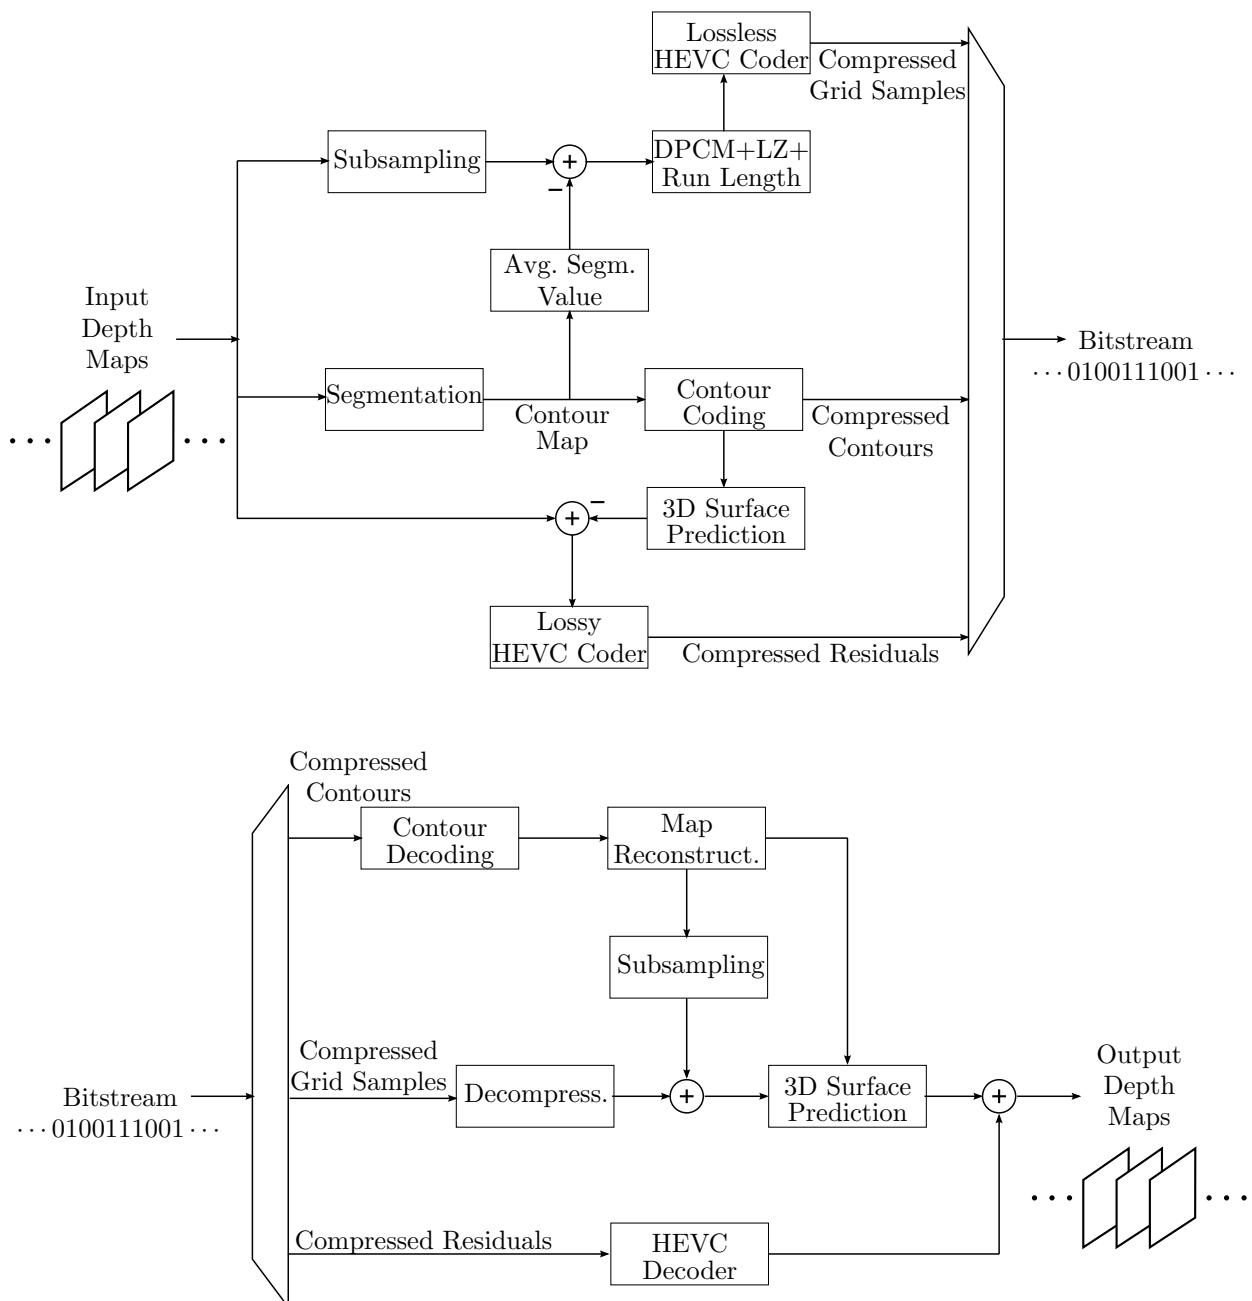 Lossless
HEVC Coder
Compressed
Grid Samples
Subsampling
+
−
DPCM+LZ+
Run Length
Avg. Segm.
Value
Input
Depth
Maps
Bitstream
···0100111001···
Segmentation
Contour
Map
Contour
Coding
Compressed
Contours
+
−
3D Surface
Prediction
Lossy
HEVC Coder
Compressed Residuals
Compressed
Contours
Contour
Decoding
Map
Reconstruct.
Subsampling
Compressed
Grid Samples
Decompress.
+
3D Surface
Prediction
+
Output
Depth
Maps
Bitstream
···0100111001···
Compressed Residuals
HEVC
Decoder